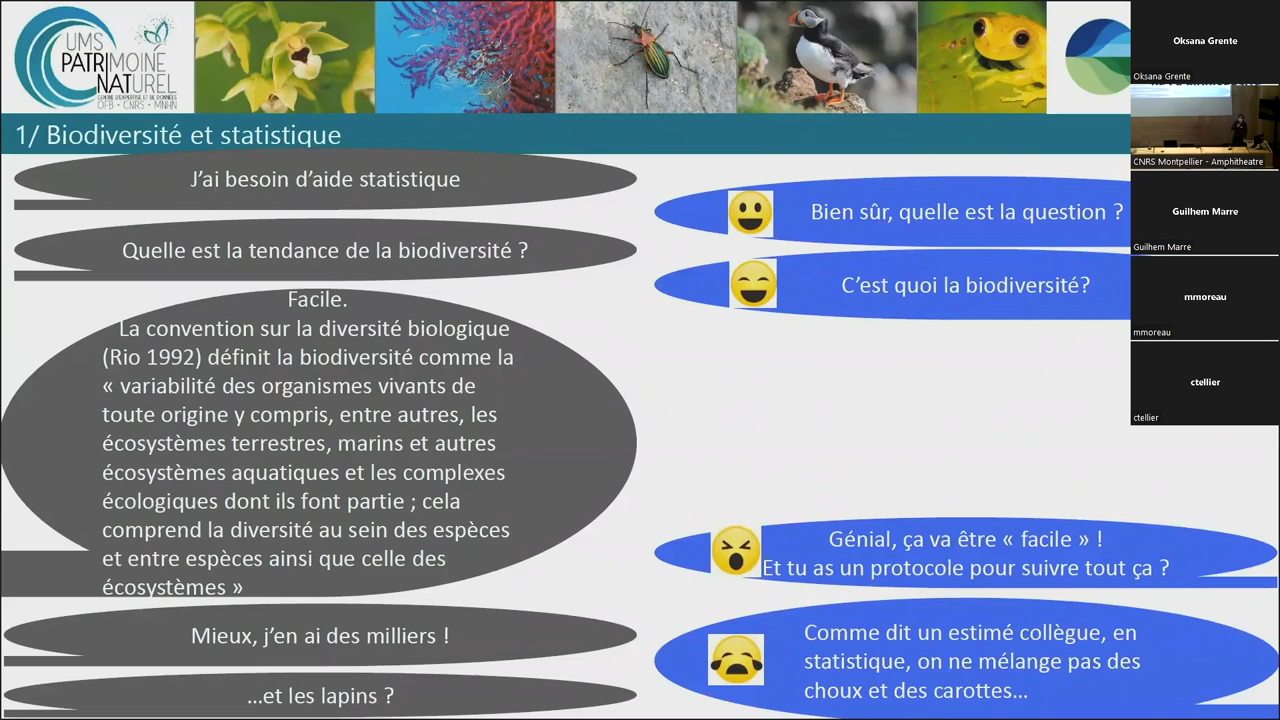 UMS
PATRIMOINE
NATUREL
CENTRE D'EXPERTISE ET DE DONNÉES
OFB • CNRS • MNHN
1/ Biodiversité et statistique
J'ai besoin d'aide statistique
Bien sûr, quelle est la question ?
Quelle est la tendance de la biodiversité ?
C'est quoi la biodiversité?
Facile.
La convention sur la diversité biologique
(Rio 1992) définit la biodiversité comme la
« variabilité des organismes vivants de
toute origine y compris, entre autres, les
écosystèmes terrestres, marins et autres
écosystèmes aquatiques et les complexes
écologiques dont ils font partie ; cela
comprend la diversité au sein des espèces
et entre espèces ainsi que celle des
écosystèmes »
Génial, ça va être « facile » !
Et tu as un protocole pour suivre tout ça ?
Mieux, j'en ai des milliers !
Comme dit un estimé collègue, en
statistique, on ne mélange pas des
choux et des carottes…
…et les lapins ?
Oksana Grente
Oksana Grente
CNRS Montpellier - Amphitheatre
Guilhem Marre
Guilhem Marre
mmoreau
mmoreau
ctellier
ctellier